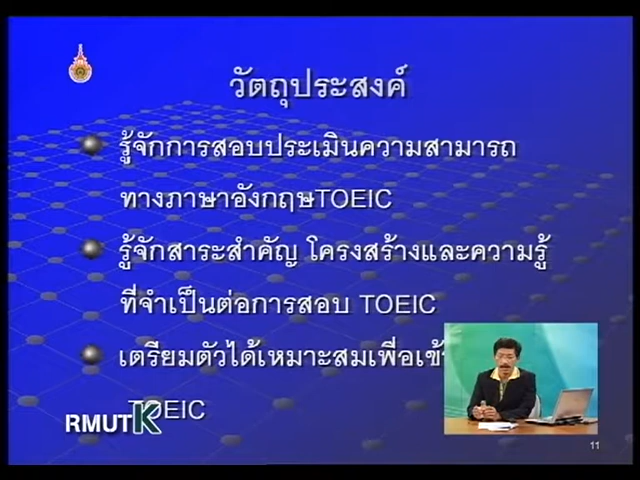 วัตถุประสงค์
รู้จักการสอบประเมินความสามารถ
ทางภาษาอังกฤษTOEIC
รู้จักสาระสำคัญ โครงสร้างและความรู้
ที่จำเป็นต่อการสอบ TOEIC
เตรียมตัวได้เหมาะสมเพื่อเข้า
TOEIC
RMUTK
11